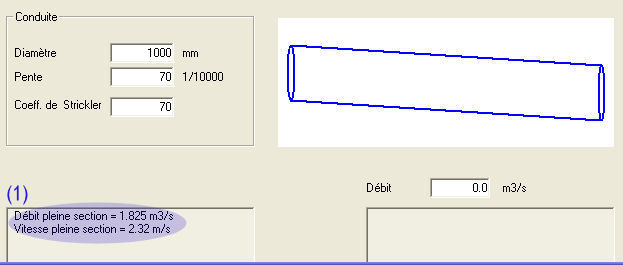 Conduite
Diamètre 1000 mm
Pente 70 1/10000
Coeff. de Strickler 70
(1)
Débit 0.0 m3/s
Débit pleine section = 1.825 m3/s
Vitesse pleine section = 2.32 m/s